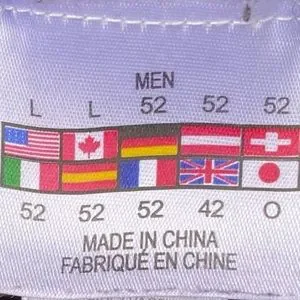 MEN
L L 52 52 52
52 52 52 42 O
MADE IN CHINA
FABRIQUÉ EN CHINE